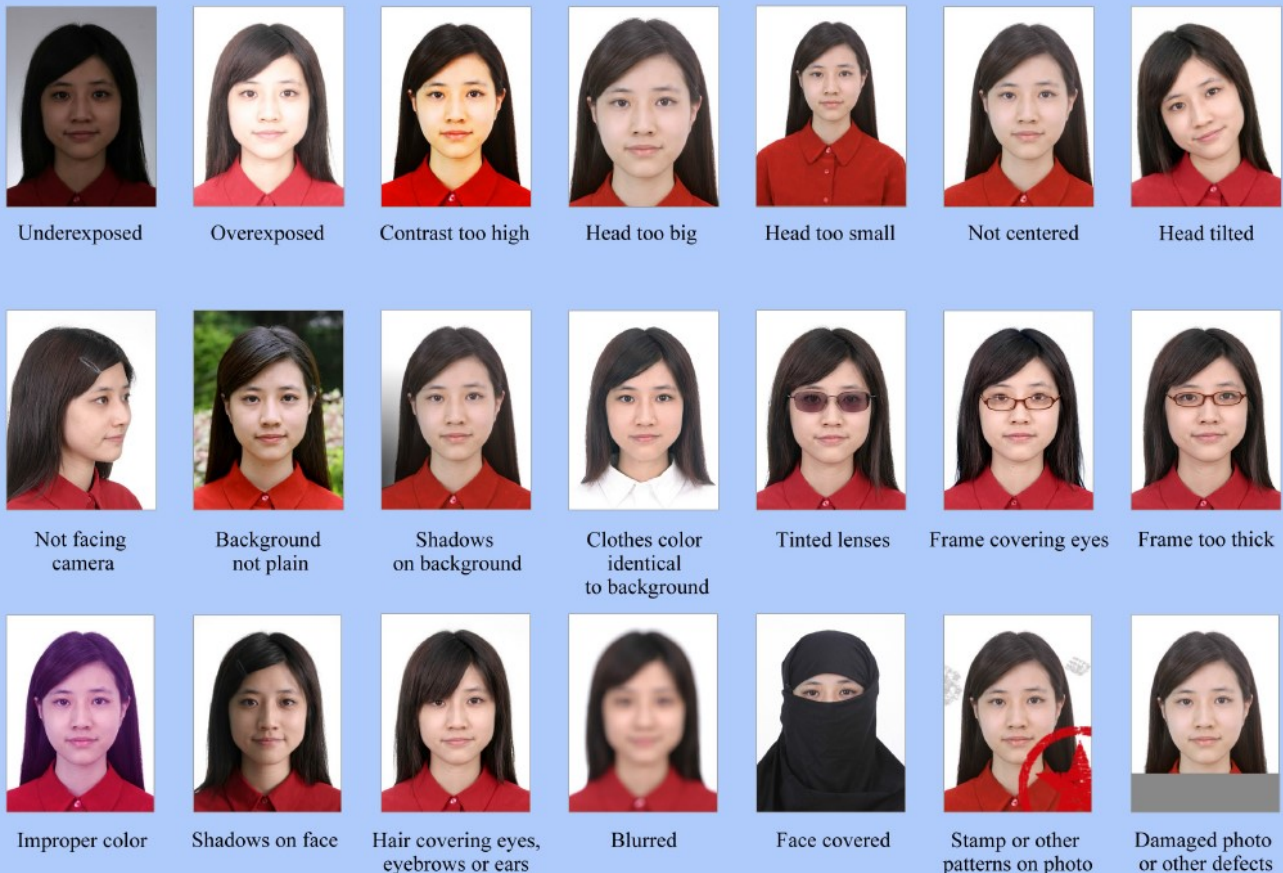 Underexposed
Overexposed
Contrast too high
Head too big
Head too small
Not centered
Head tilted
Not facing
camera
Background
not plain
Shadows
on background
Clothes color
identical
to background
Tinted lenses
Frame covering eyes
Frame too thick
Improper color
Shadows on face
Hair covering eyes,
eyebrows or ears
Blurred
Face covered
Stamp or other
patterns on photo
Damaged photo
or other defects